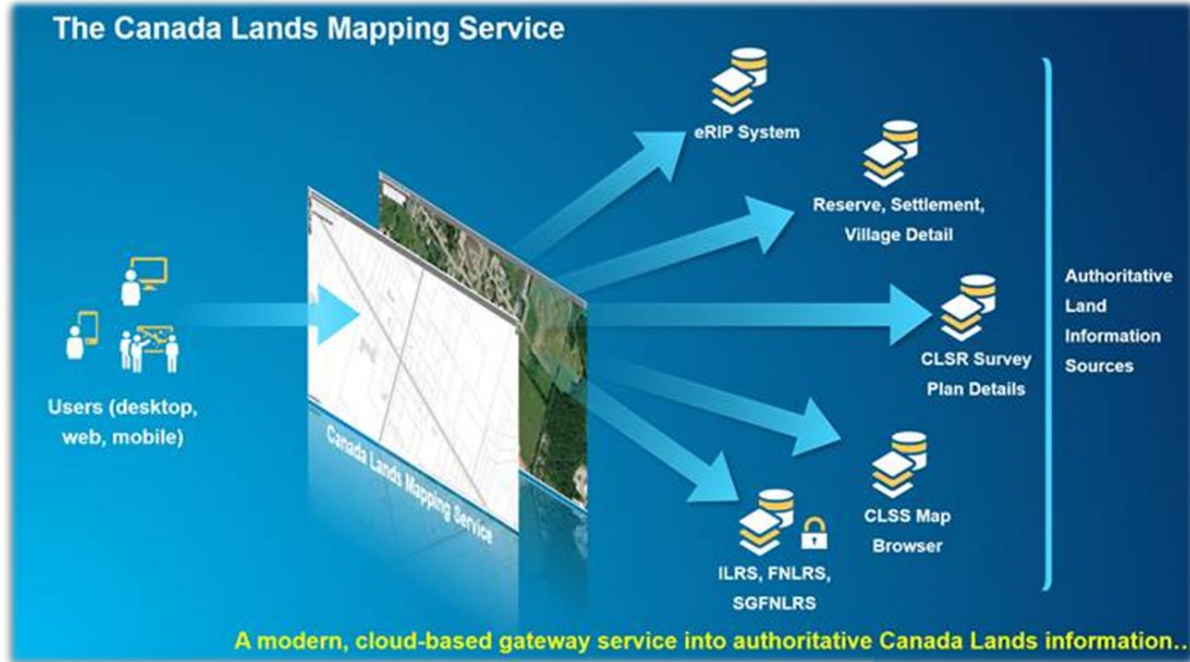 The Canada Lands Mapping Service
eRIP System
Reserve, Settlement,
Village Detail
Authoritative
Land
Information
Sources
CLSR Survey
Plan Details
Users (desktop,
web, mobile)
Canada Lands Mapping Service
CLSS Map
Browser
ILRS, FNLRS,
SGFNLRS
A modern, cloud-based gateway service into authoritative Canada Lands information..